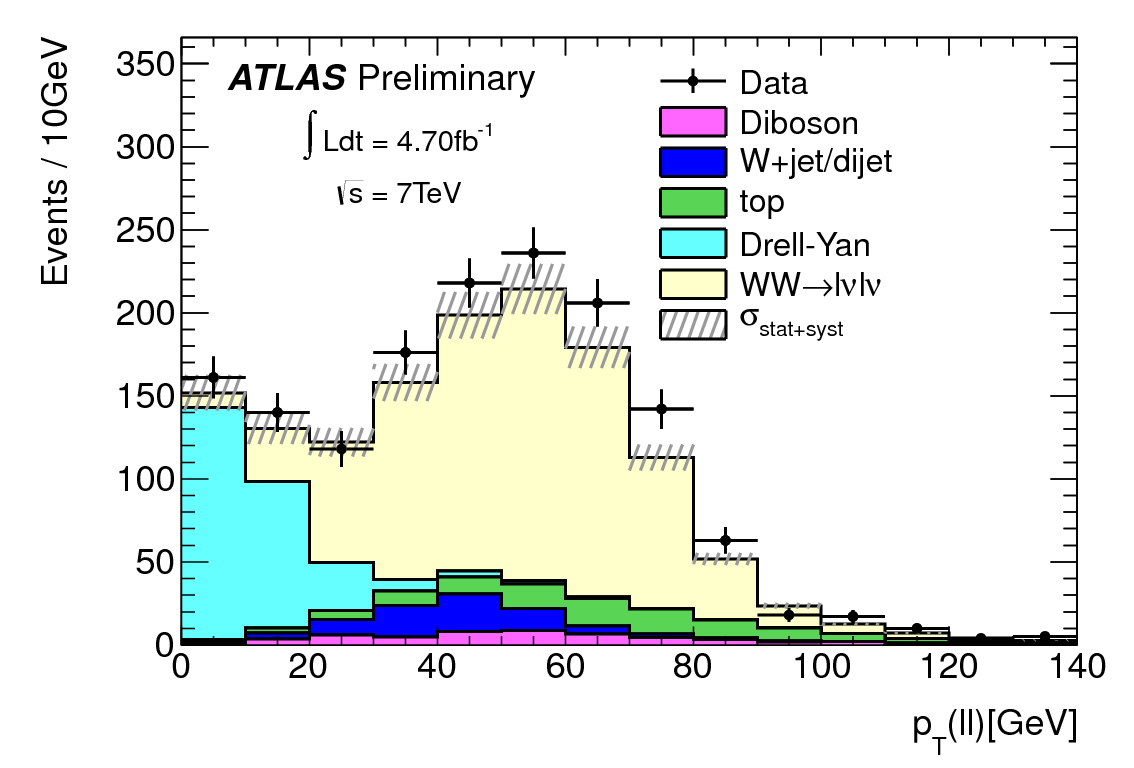 Events / 10GeV
350
300
250
200
150
100
50
0
ATLAS Preliminary
∫ Ldt = 4.70fb⁻¹
√s = 7TeV
Data
Diboson
W+jet/dijet
top
Drell-Yan
WW→lνlν
σstat+syst
0 20 40 60 80 100 120 140
pT(ll)[GeV]